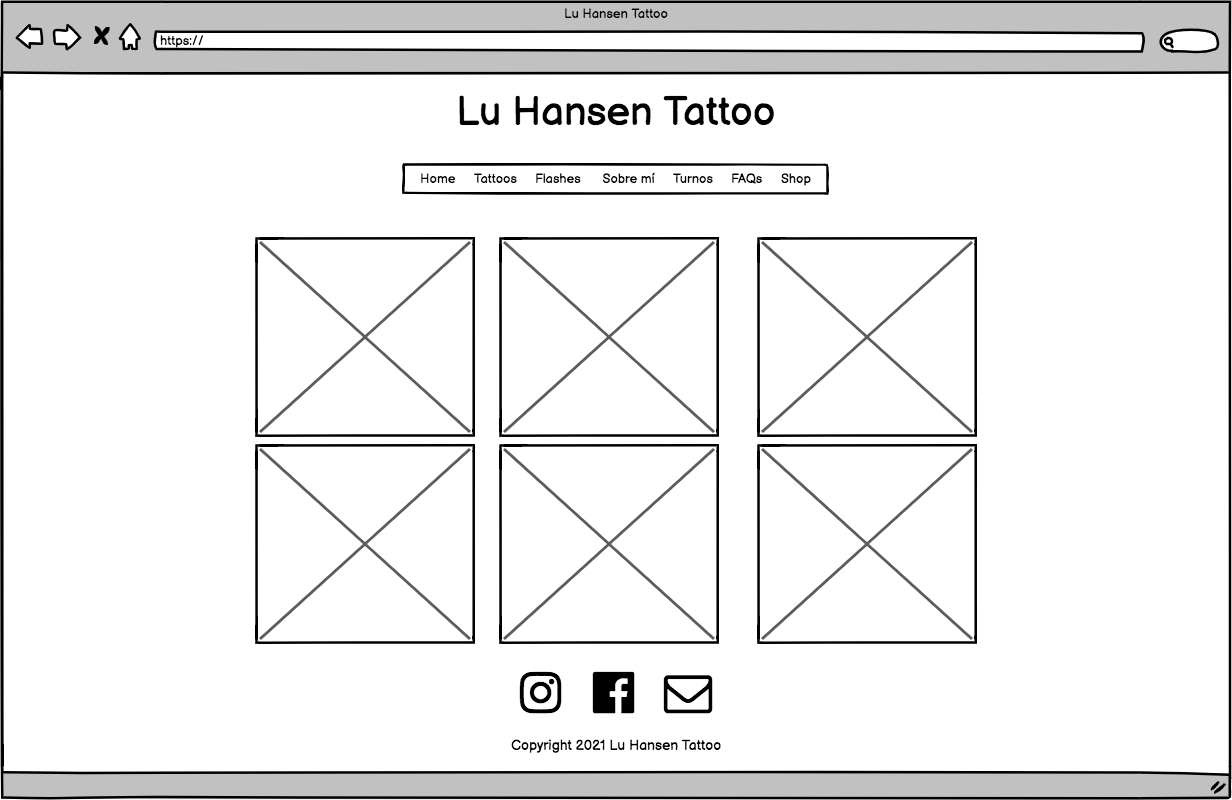 Lu Hansen Tattoo
https://
Lu Hansen Tattoo
Home Tattoos Flashes Sobre mí Turnos FAQs Shop
Copyright 2021 Lu Hansen Tattoo